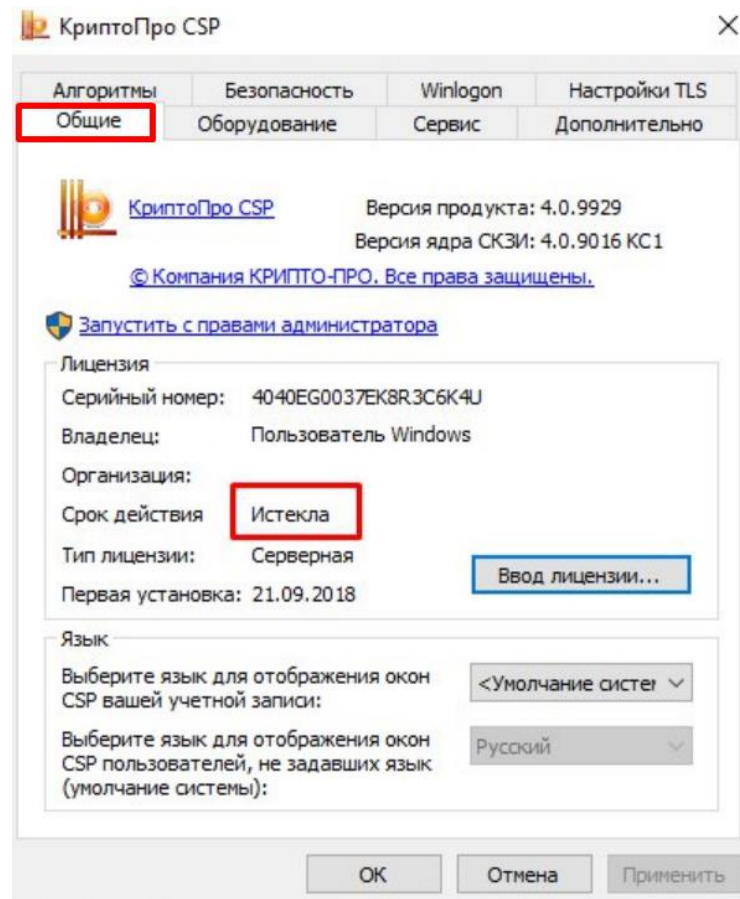 КриптоПро CSP
Алгоритмы Безопасность Winlogon Настройки TLS
Общие Оборудование Сервис Дополнительно
КриптоПро CSP Версия продукта: 4.0.9929
Версия ядра СКЗИ: 4.0.9016 КС1
© Компания КРИПТО-ПРО. Все права защищены.
Запустить с правами администратора
Лицензия
Серийный номер: 4040EG0037EK8R3C6K4U
Владелец: Пользователь Windows
Организация:
Срок действия Истекла
Тип лицензии: Серверная
Ввод лицензии...
Первая установка: 21.09.2018
Язык
Выберите язык для отображения окон
CSP вашей учетной записи:
<Умолчание систег
Выберите язык для отображения окон
CSP пользователей, не задавших язык
(умолчание системы):
Русский
ОК Отмена Применить